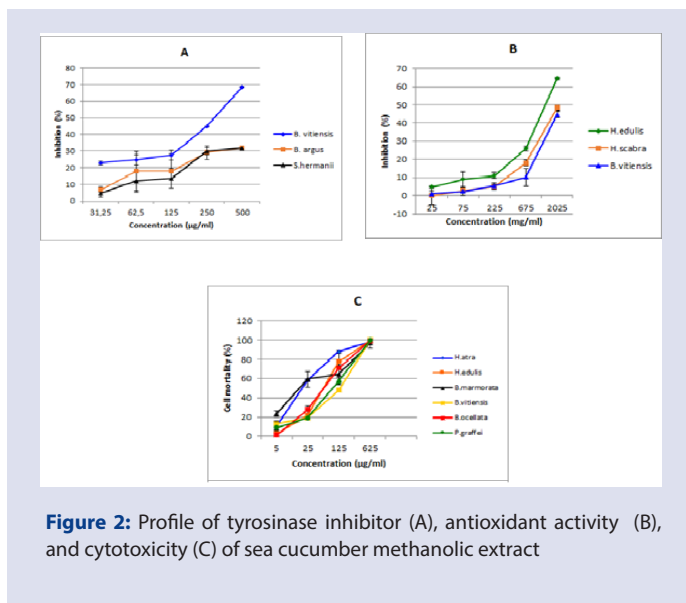 A
80
70
60
50
40
30
20
10
0
Inhibition (%)
31,25 62,5 125 250 500
Concentration (µg/ml)
B. vitiensis
B. argus
S.hermanii
B
70
60
50
40
30
20
10
0
-10
Inhibition (%)
25 75 225 675 2025
Concentration (mg/ml)
H.edulis
H.scabra
B.vitiensis
C
120
100
80
60
40
20
0
Cell mortality (%)
5 25 125 625
Concentration (µg/ml)
H.atra
H.edulis
B.marmorata
B.vitiensis
B.ocellata
P.graffei
Figure 2: Profile of tyrosinase inhibitor (A), antioxidant activity (B),
and cytotoxicity (C) of sea cucumber methanolic extract